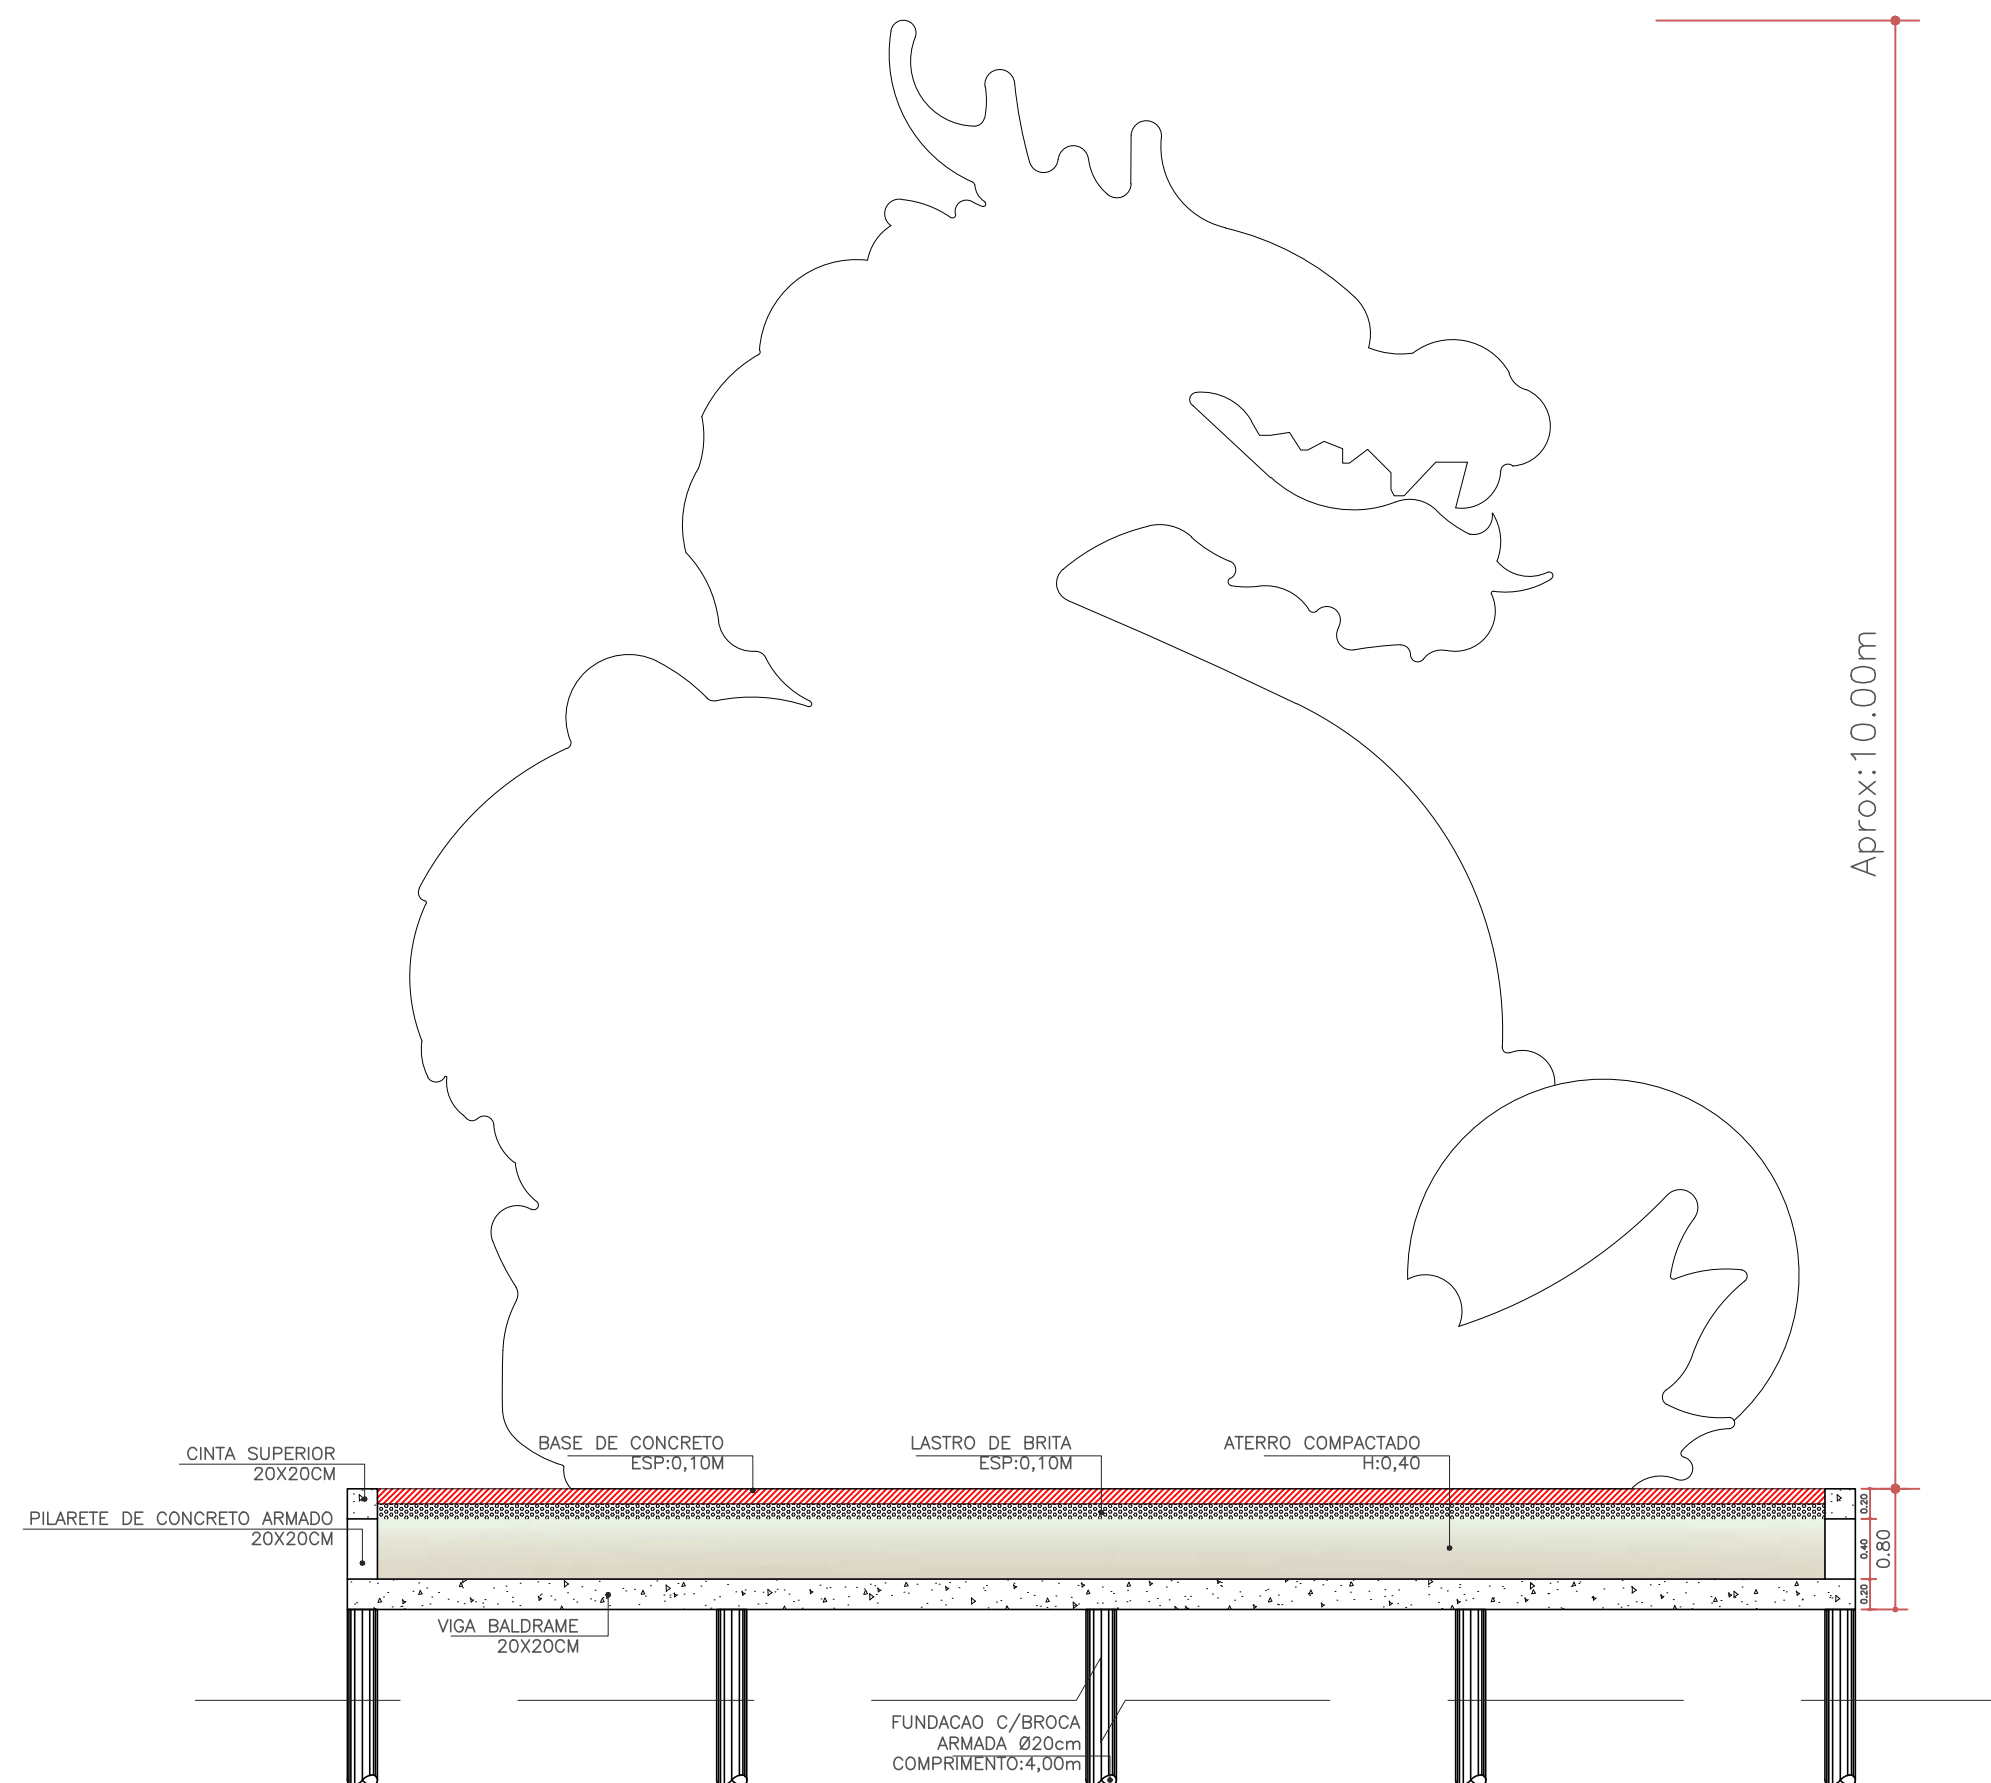 Aprox:10.00m
CINTA SUPERIOR
20X20CM
BASE DE CONCRETO
ESP:0,10M
LASTRO DE BRITA
ESP:0,10M
ATERRO COMPACTADO
H:0,40
PILARETE DE CONCRETO ARMADO
20X20CM
0.20
0.40
0.80
0.20
VIGA BALDRAME
20X20CM
FUNDACAO C/BROCA
ARMADA Ø20cm
COMPRIMENTO:4,00m